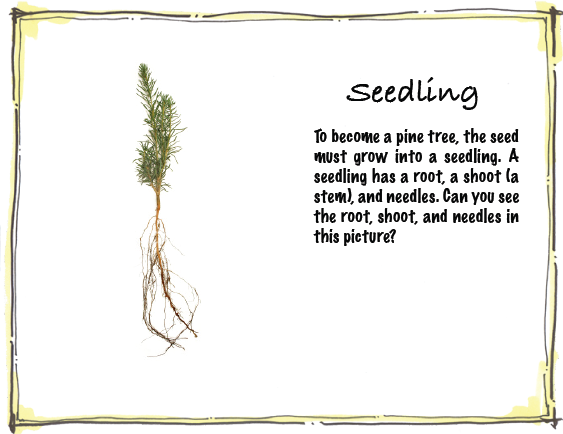 Seedling
To become a pine tree, the seed
must grow into a seedling. A
seedling has a root, a shoot (a
stem), and needles. Can you see
the root, shoot, and needles in
this picture?